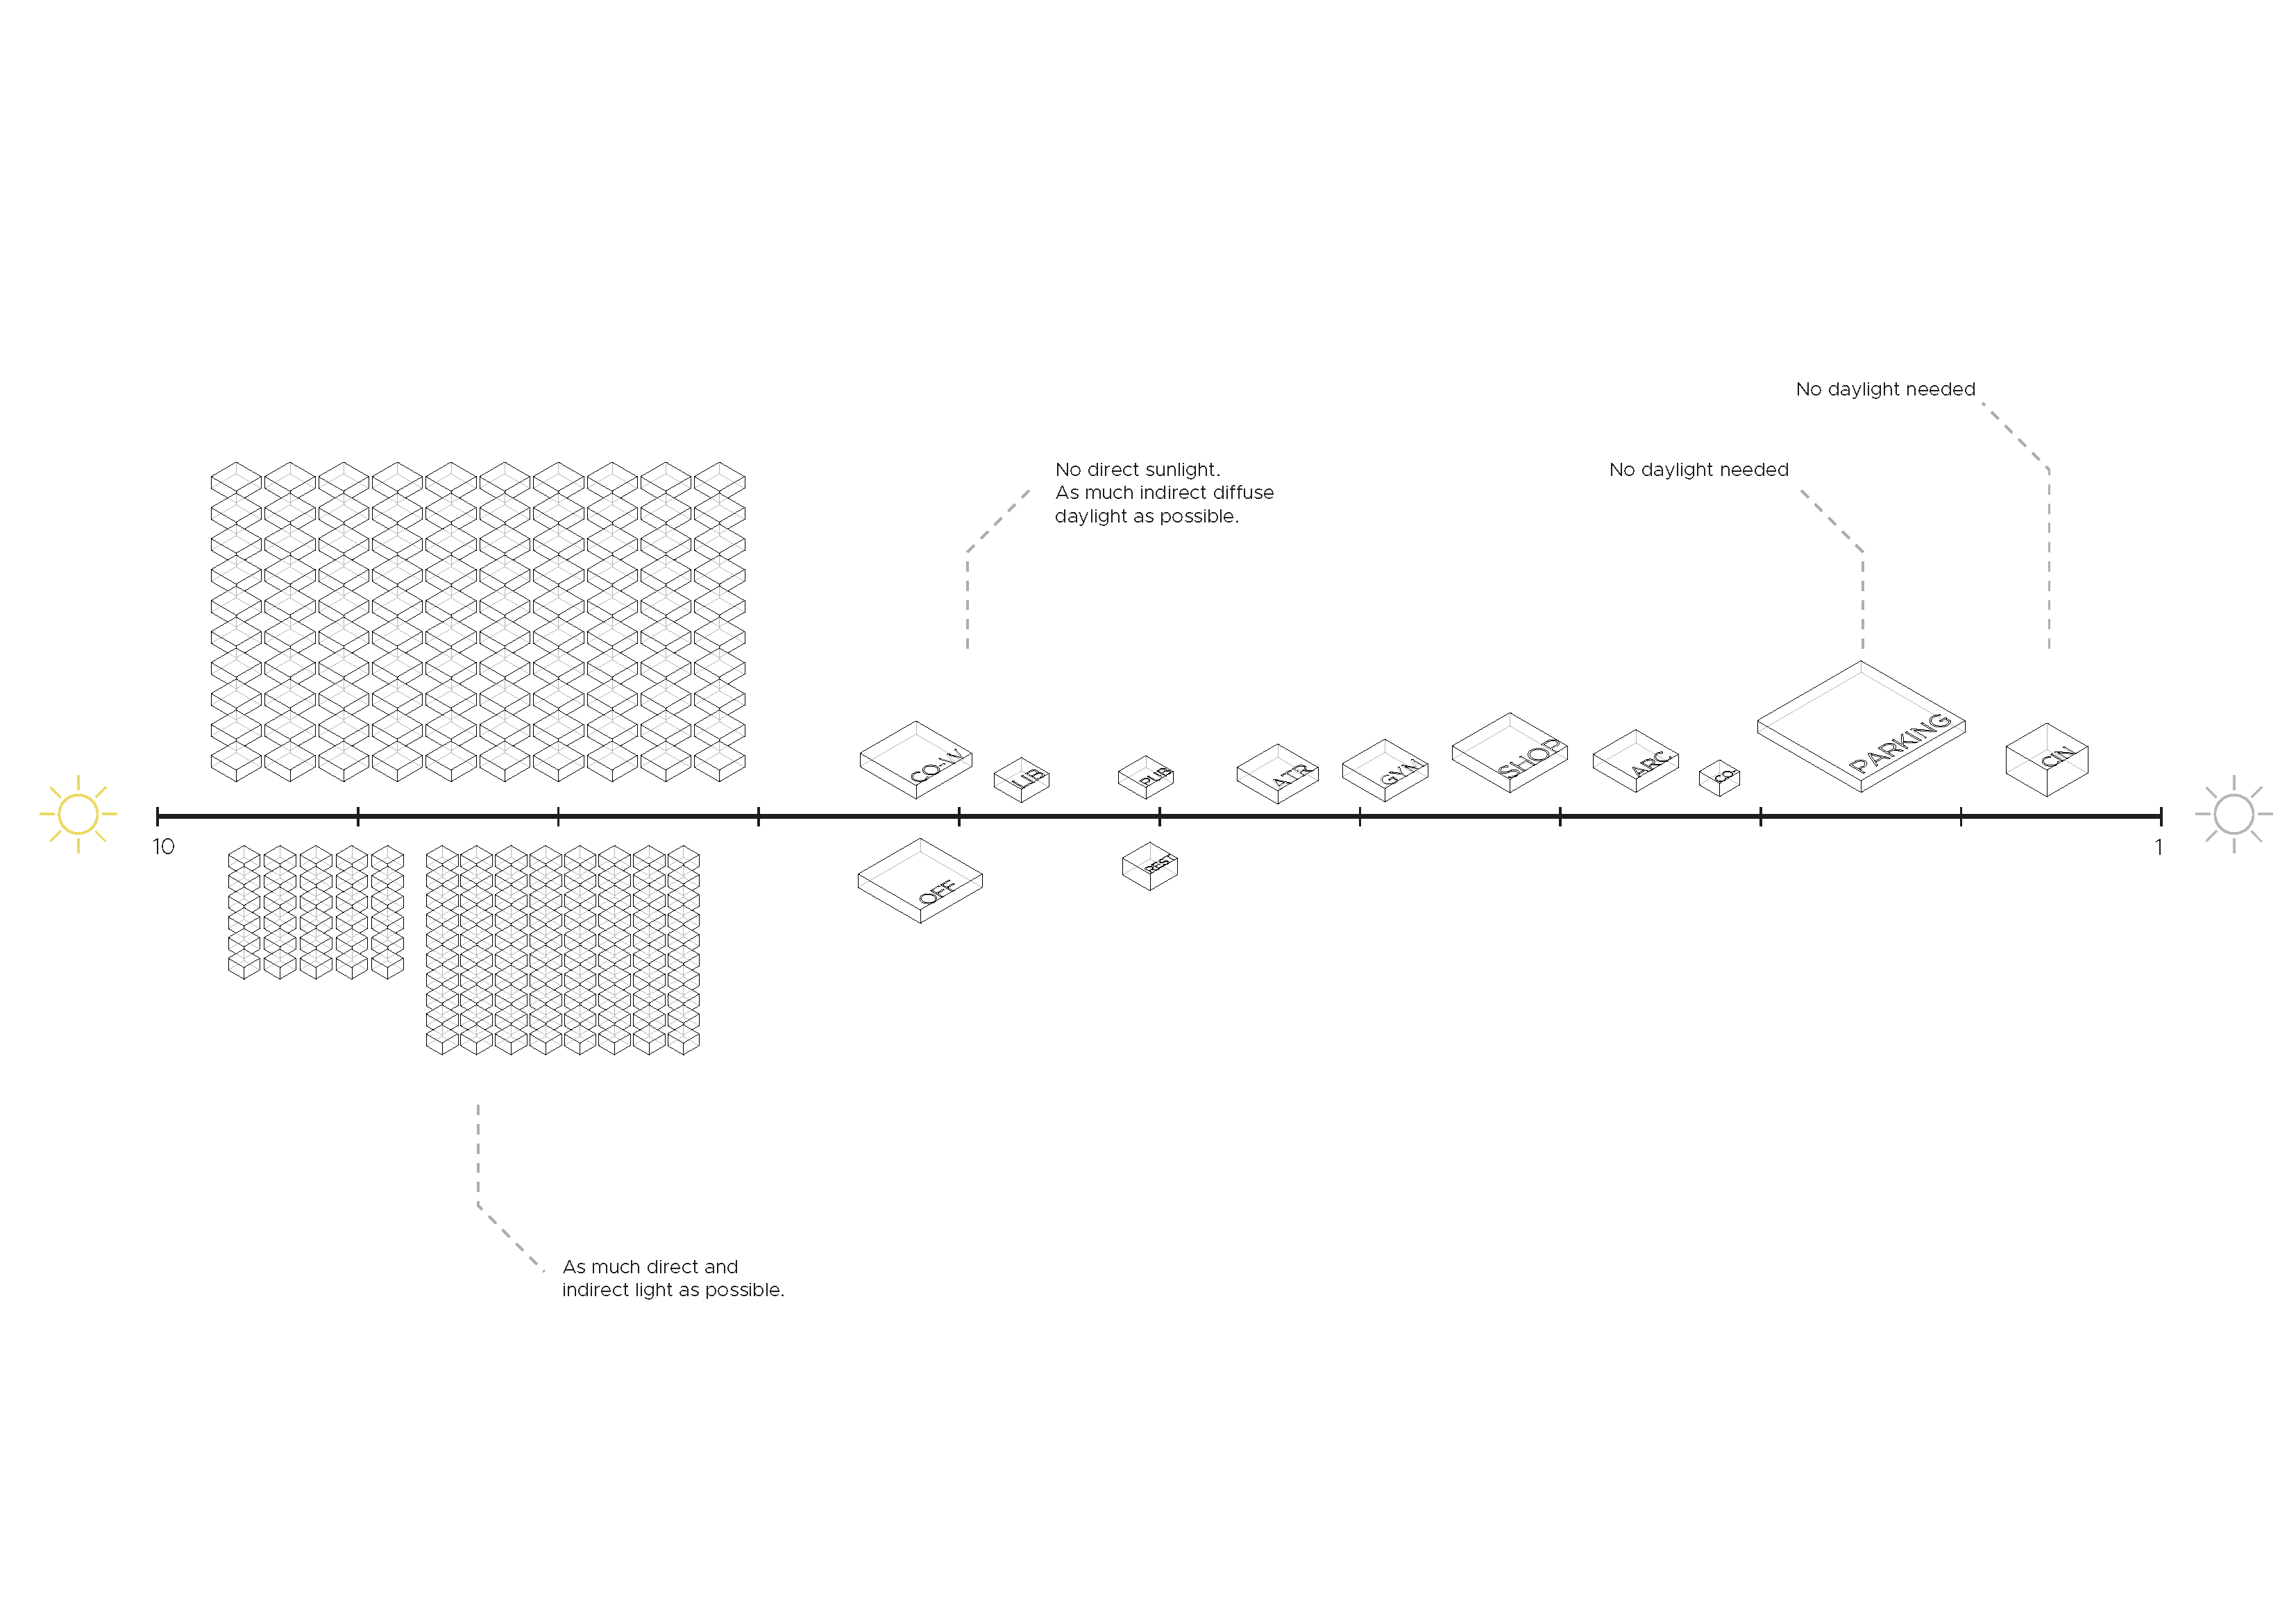 No daylight needed
No direct sunlight.
As much indirect diffuse
daylight as possible.
No daylight needed
CO-W
LIB
PUB
ATR
GYM
SHOP
ARC.
CO.
PARKING
CIN
10
1
OFF
REST
As much direct and
indirect light as possible.